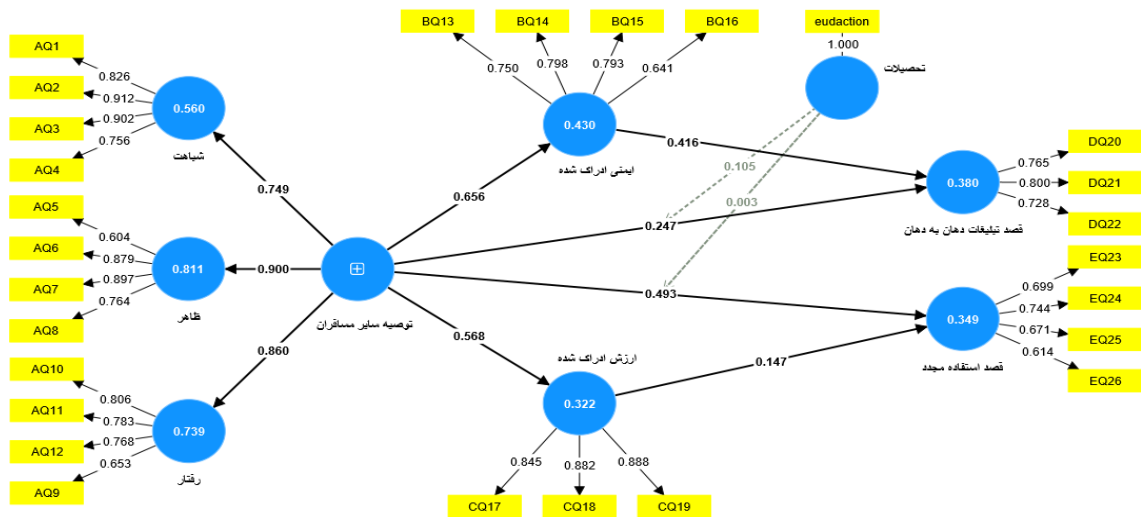 BQ13
BQ14
BQ15
BQ16
eudaction
1.000
تحصیلات
0.750
0.798
0.793
0.641
0.430
ایمنی ادراک شده
AQ1
AQ2
AQ3
AQ4
0.826
0.912
0.902
0.756
0.560
شباهت
0.749
AQ5
AQ6
AQ7
AQ8
0.604
0.879
0.897
0.764
0.811
ظاهر
0.900
AQ10
AQ11
AQ12
AQ9
0.806
0.783
0.768
0.653
0.739
رفتار
0.860
توصیه سایر مسافران
0.656
0.568
0.416
0.105
0.003
0.247
0.493
0.147
DQ20
DQ21
DQ22
0.765
0.800
0.728
0.380
قصد تبلیغات دهان به دهان
EQ23
EQ24
EQ25
EQ26
0.699
0.744
0.671
0.614
0.349
قصد استفاده مجدد
ارزش ادراک شده
0.322
0.845
0.882
0.888
CQ17
CQ18
CQ19